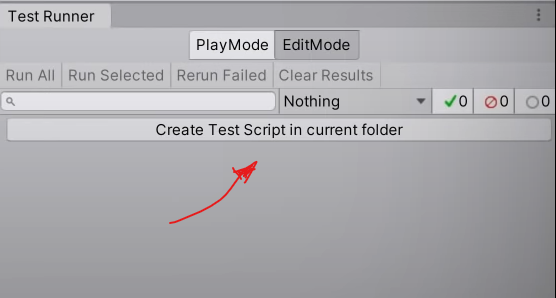 Test Runner
PlayMode EditMode
Run All Run Selected Rerun Failed Clear Results
Nothing 0 0 0
Create Test Script in current folder